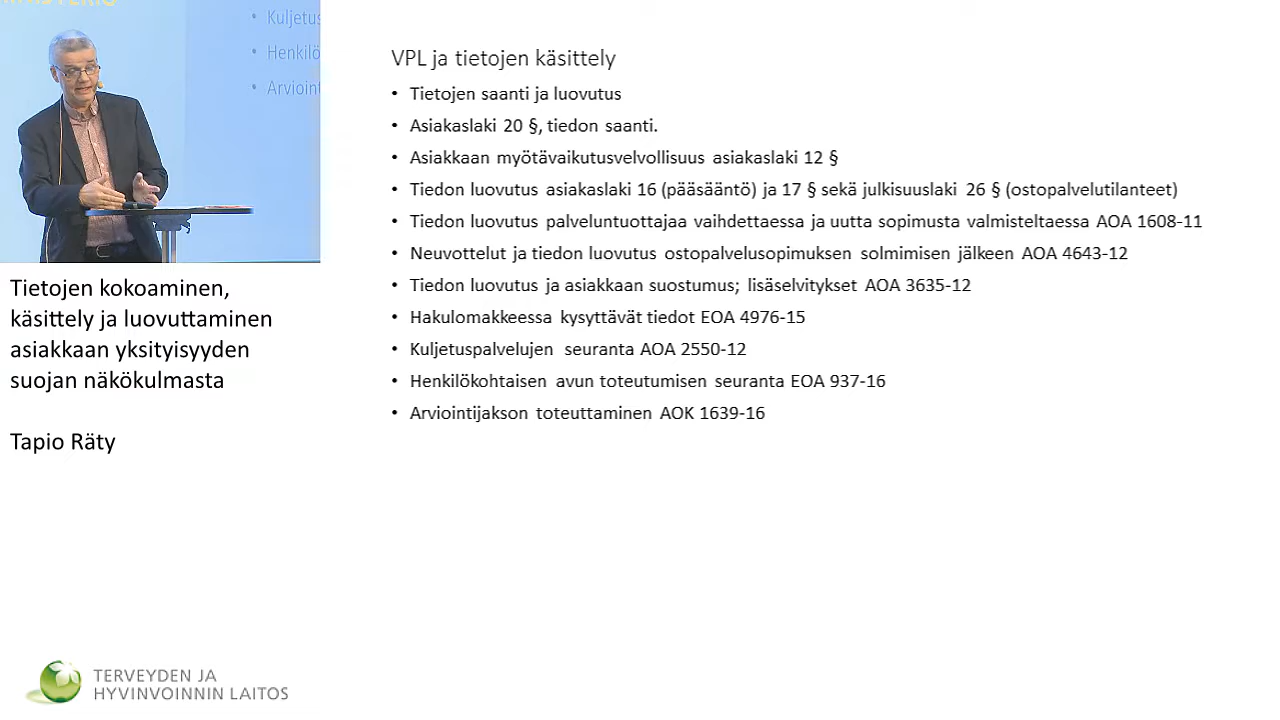 Kuljetus
Henkilö
Arvioint
VPL ja tietojen käsittely
• Tietojen saanti ja luovutus
• Asiakaslaki 20 §, tiedon saanti.
• Asiakkaan myötävaikutusvelvollisuus asiakaslaki 12 §
• Tiedon luovutus asiakaslaki 16 (pääsääntö) ja 17 § sekä julkisuuslaki 26 § (ostopalvelutilanteet)
• Tiedon luovutus palveluntuottajaa vaihdettaessa ja uutta sopimusta valmisteltaessa AOA 1608-11
• Neuvottelut ja tiedon luovutus ostopalvelusopimuksen solmimisen jälkeen AOA 4643-12
• Tiedon luovutus ja asiakkaan suostumus; lisäselvitykset AOA 3635-12
• Hakulomakkeessa kysyttävät tiedot EOA 4976-15
• Kuljetuspalvelujen seuranta AOA 2550-12
• Henkilökohtaisen avun toteutumisen seuranta EOA 937-16
• Arviointijakson toteuttaminen AOK 1639-16
Tietojen kokoaminen,
käsittely ja luovuttaminen
asiakkaan yksityisyyden
suojan näkökulmasta
Tapio Räty
TERVEYDEN JA
HYVINVOINNIN LAITOS